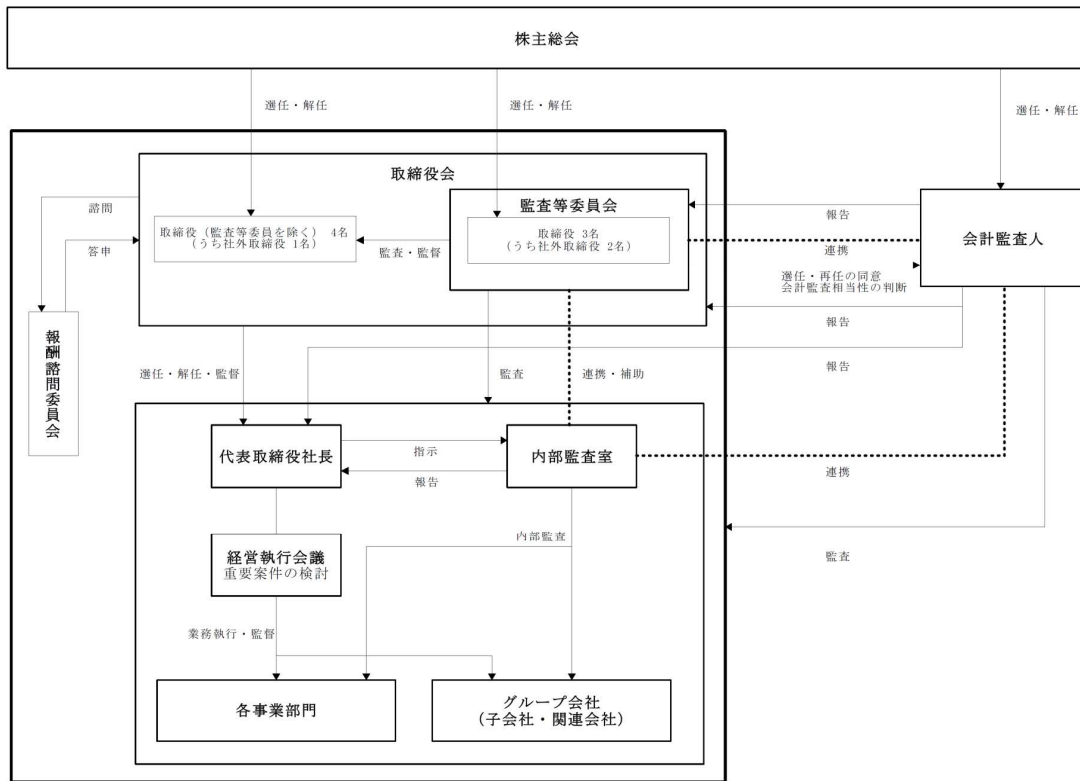 株主総会
選任・解任
選任・解任
選任・解任
取締役会
監査等委員会
諮問
答申
取締役（監査等委員を除く） 4名
（うち社外取締役 1名）
監査・監督
取締役 3名
（うち社外取締役 2名）
報告
連携
会計監査人
選任・再任の同意
会計監査相当性の判断
報告
報告
報酬諮問委員会
選任・解任・監督
監査
連携・補助
代表取締役社長
指示
報告
内部監査室
連携
経営執行会議
重要案件の検討
内部監査
監査
業務執行・監督
各事業部門
グループ会社
（子会社・関連会社）